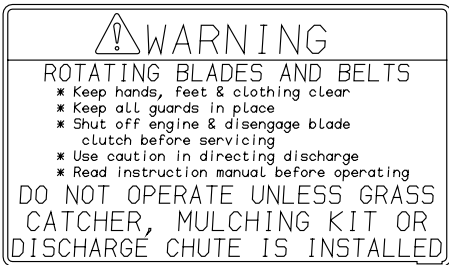 WARNING
ROTATING BLADES AND BELTS
* Keep hands, feet & clothing clear
* Keep all guards in place
* Shut off engine & disengage blade
clutch before servicing
* Use caution in directing discharge
* Read instruction manual before operating
DO NOT OPERATE UNLESS GRASS
CATCHER, MULCHING KIT OR
DISCHARGE CHUTE IS INSTALLED